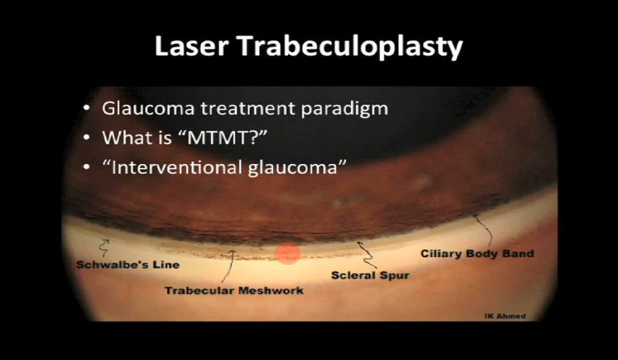 Laser Trabeculoplasty
• Glaucoma treatment paradigm
• What is “MTMT?”
• “Interventional glaucoma”
Schwalbe's Line
Trabecular Meshwork
Scleral Spur
Ciliary Body Band
IK Ahmed